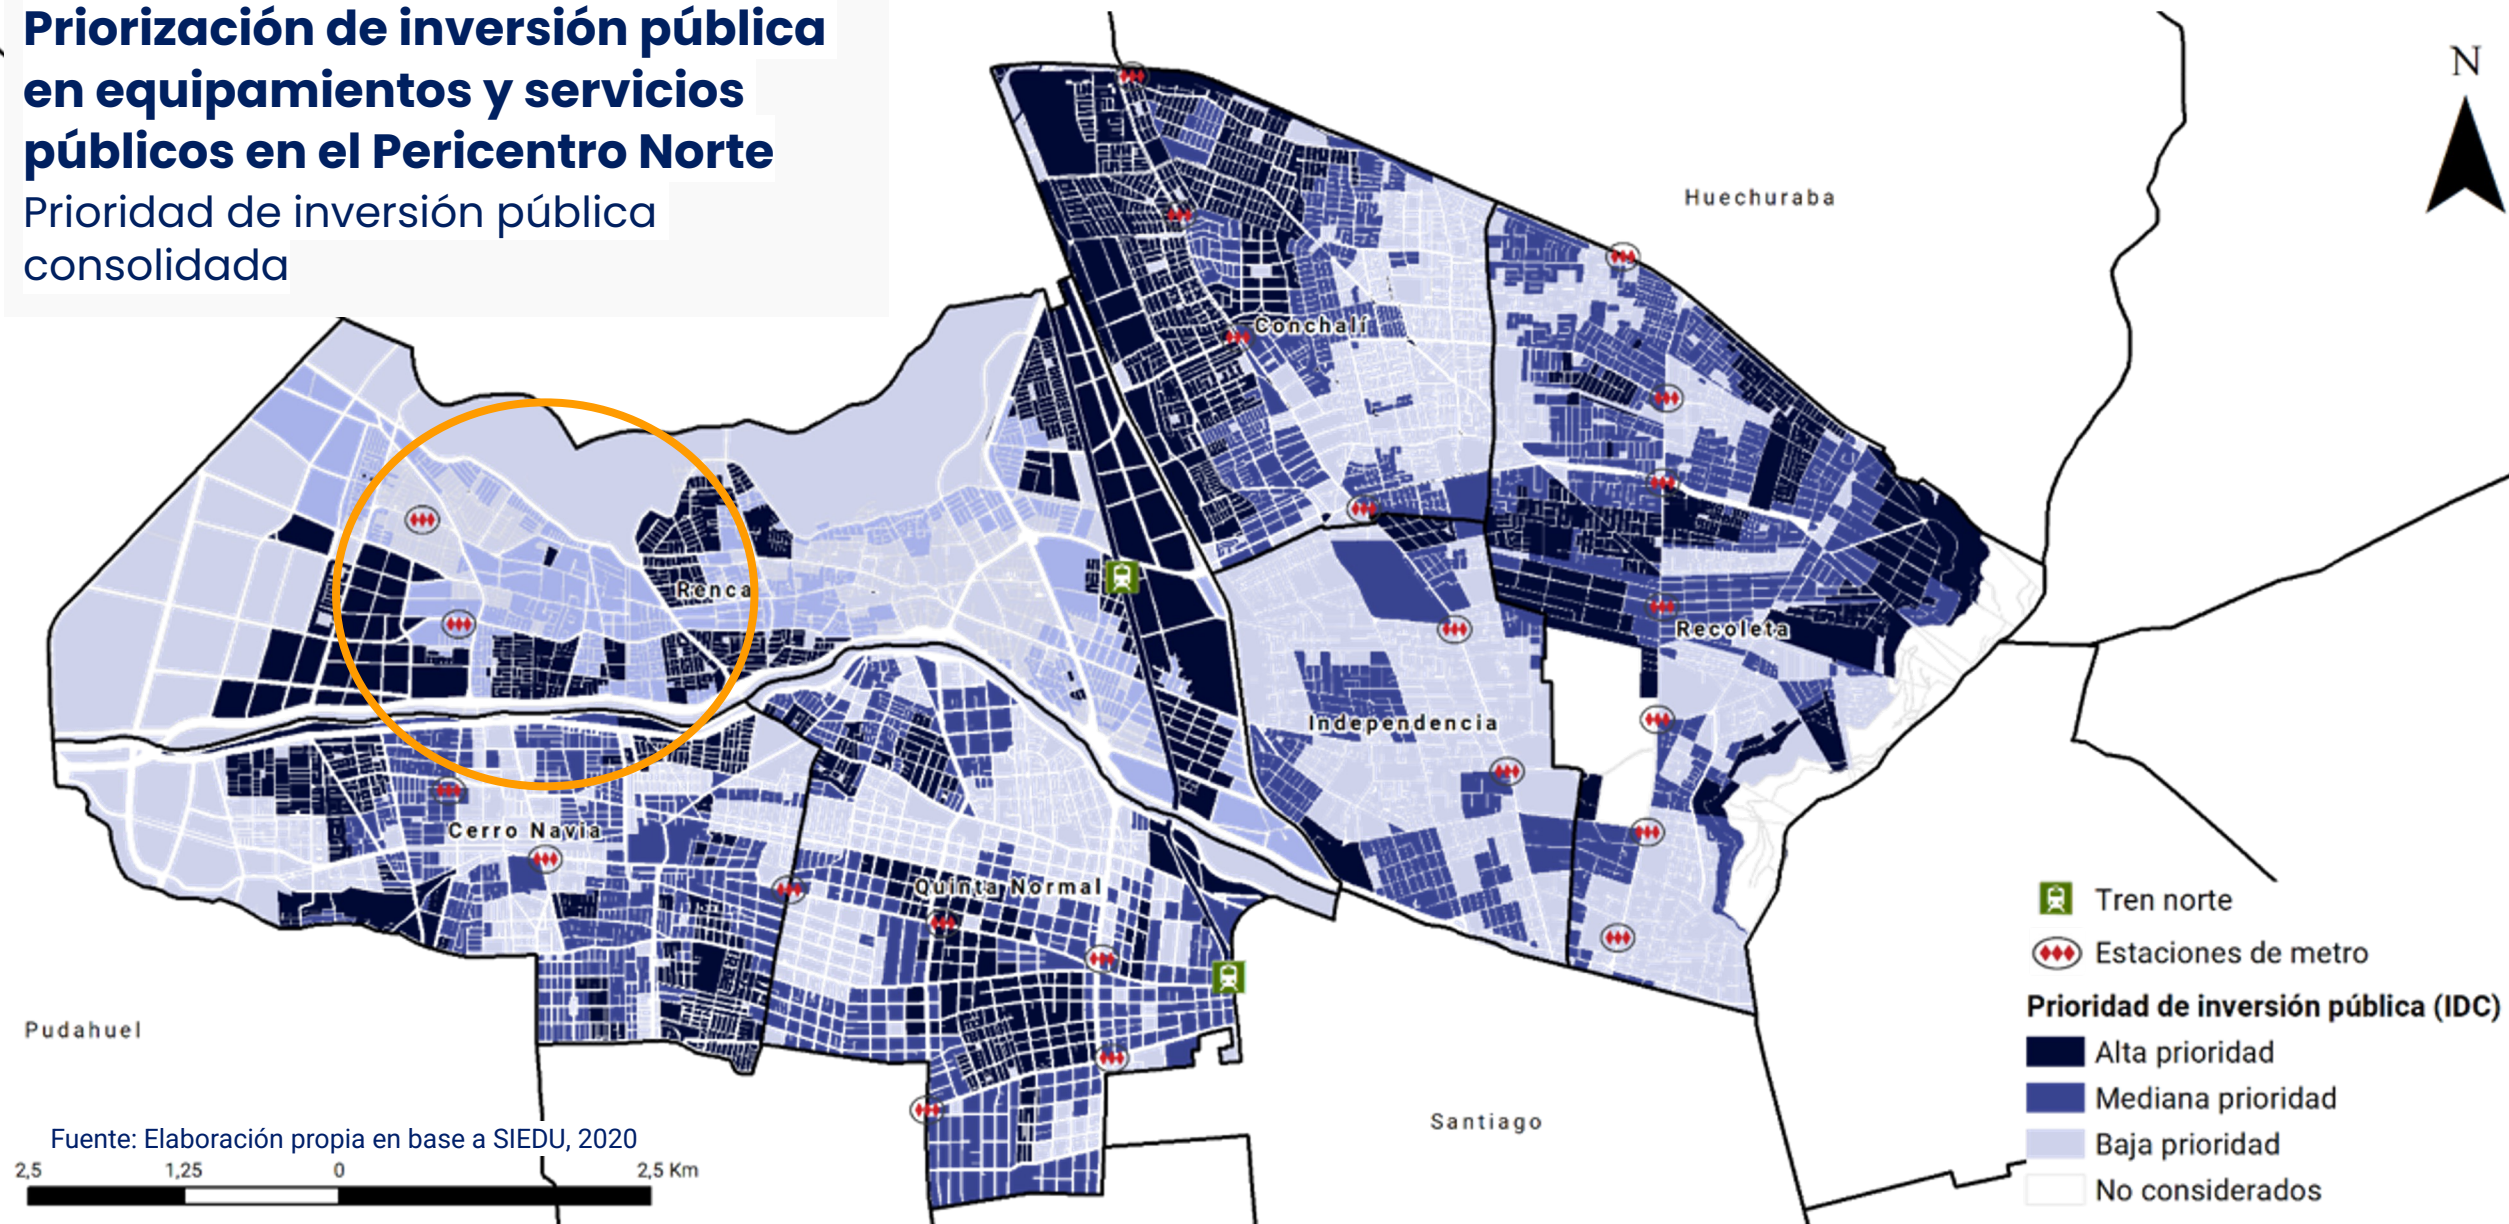 Priorización de inversión pública
en equipamientos y servicios
públicos en el Pericentro Norte
Prioridad de inversión pública
consolidada
N
Huechuraba
Conchalí
Renca
Recoleta
Independencia
Cerro Navia
Quinta Normal
Pudahuel
Santiago
Fuente: Elaboración propia en base a SIEDU, 2020
2,5 1,25 0 2,5 Km
Tren norte
Estaciones de metro
Prioridad de inversión pública (IDC)
Alta prioridad
Mediana prioridad
Baja prioridad
No considerados